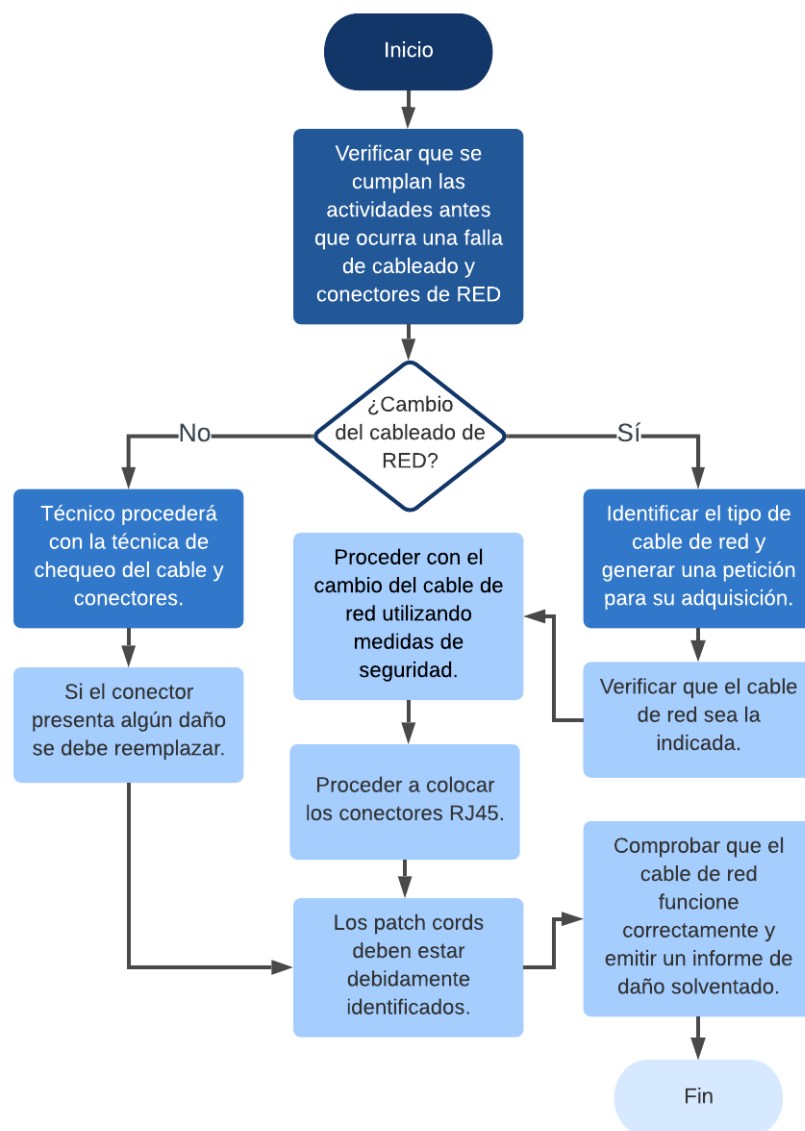 Inicio
Verificar que se
cumplan las
actividades antes
que ocurra una falla
de cableado y
conectores de RED
¿Cambio
del cableado de
RED?
No
Sí
Técnico procederá
con la técnica de
chequeo del cable y
conectores.
Si el conector
presenta algún daño
se debe reemplazar.
Identificar el tipo de
cable de red y
generar una petición
para su adquisición.
Verificar que el cable
de red sea la
indicada.
Proceder con el
cambio del cable de
red utilizando
medidas de
seguridad.
Proceder a colocar
los conectores RJ45.
Los patch cords
deben estar
debidamente
identificados.
Comprobar que el
cable de red
funcione
correctamente y
emitir un informe de
daño solventado.
Fin